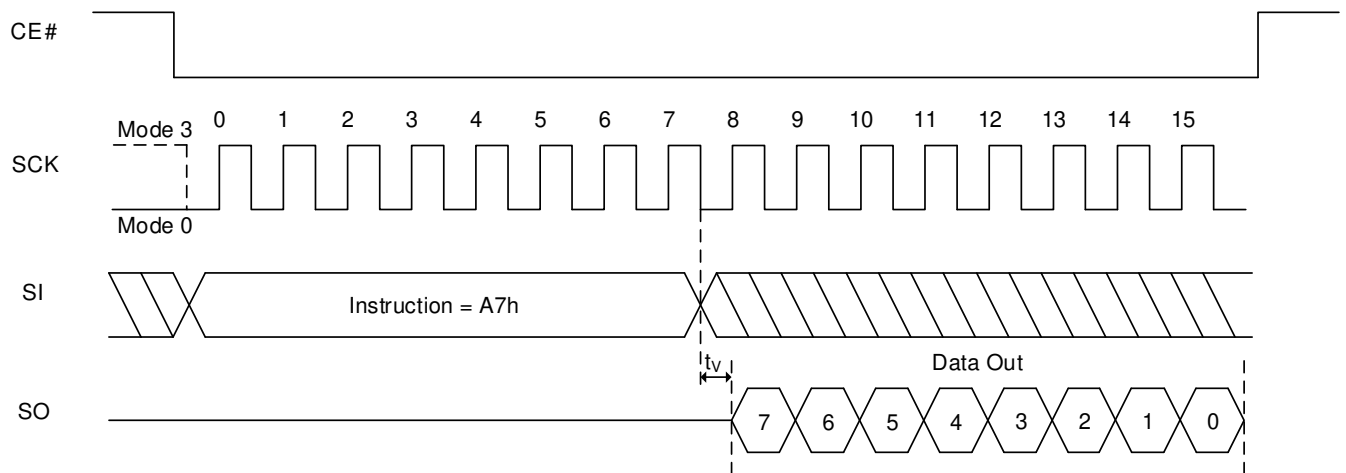 CE#
Mode 3 0 1 2 3 4 5 6 7 8 9 10 11 12 13 14 15
SCK
Mode 0
SI
Instruction = A7h
tV Data Out
SO
7 6 5 4 3 2 1 0